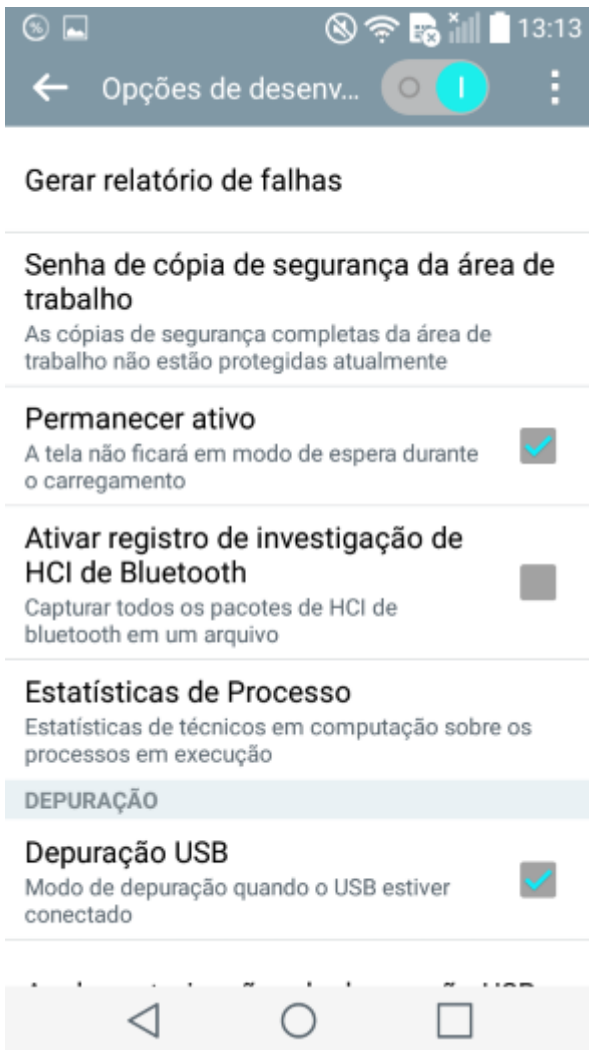 13:13
Opções de desenv...
Gerar relatório de falhas
Senha de cópia de segurança da área de
trabalho
As cópias de segurança completas da área de
trabalho não estão protegidas atualmente
Permanecer ativo
A tela não ficará em modo de espera durante
o carregamento
Ativar registro de investigação de
HCI de Bluetooth
Capturar todos os pacotes de HCI de
bluetooth em um arquivo
Estatísticas de Processo
Estatísticas de técnicos em computação sobre os
processos em execução
DEPURAÇÃO
Depuração USB
Modo de depuração quando o USB estiver
conectado